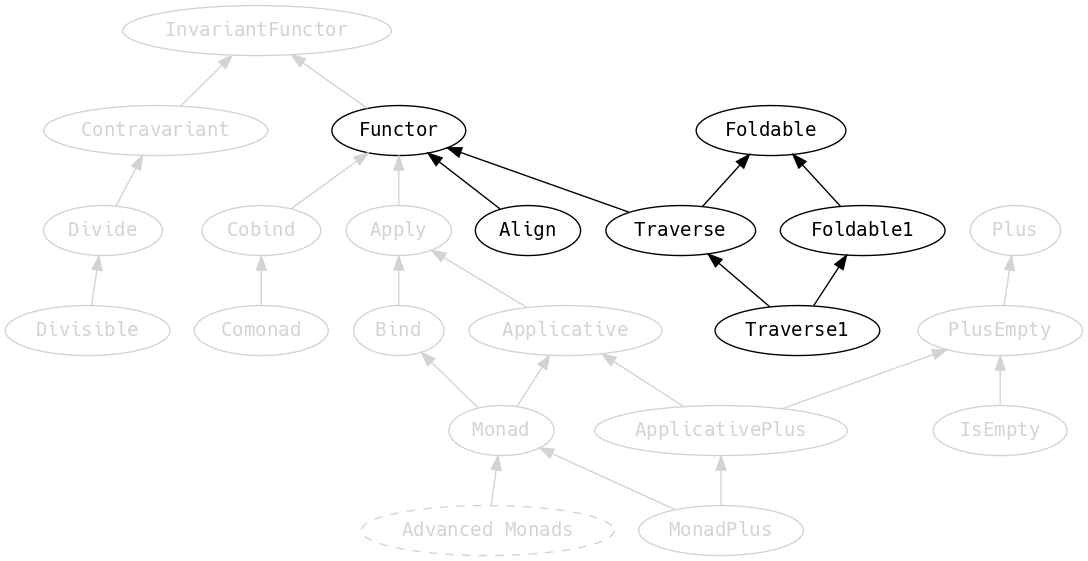 InvariantFunctor
Contravariant
Functor
Foldable
Divide
Cobind
Apply
Align
Traverse
Foldable1
Plus
Divisible
Comonad
Bind
Applicative
Traverse1
PlusEmpty
Monad
ApplicativePlus
IsEmpty
Advanced Monads
MonadPlus